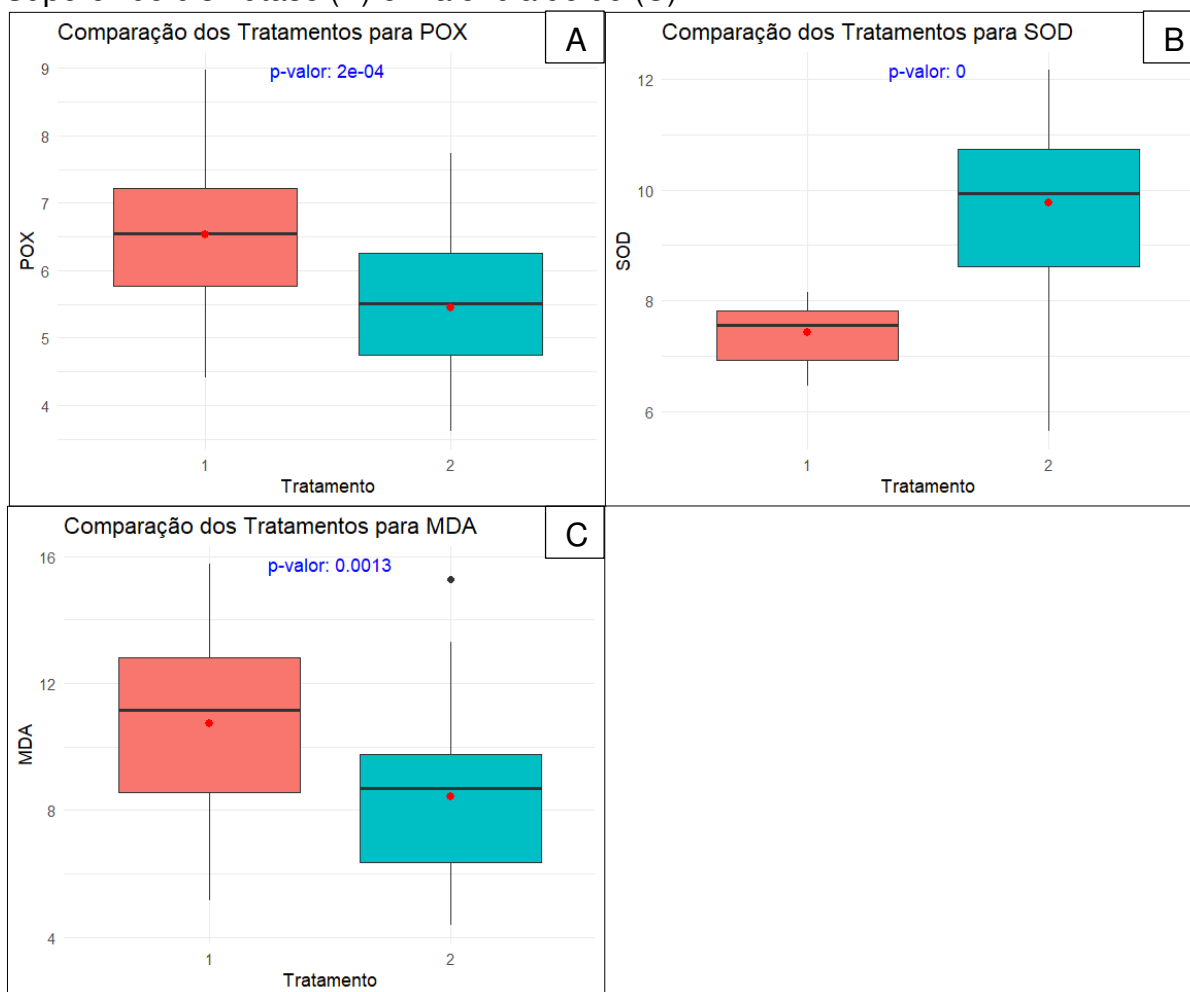 Comparação dos Tratamentos para POX
A
p-valor: 2e-04
9
8
7
6
5
4
POX
1
2
Tratamento
Comparação dos Tratamentos para SOD
B
p-valor: 0
12
10
8
6
SOD
1
2
Tratamento
Comparação dos Tratamentos para MDA
C
p-valor: 0.0013
16
12
8
4
MDA
1
2
Tratamento